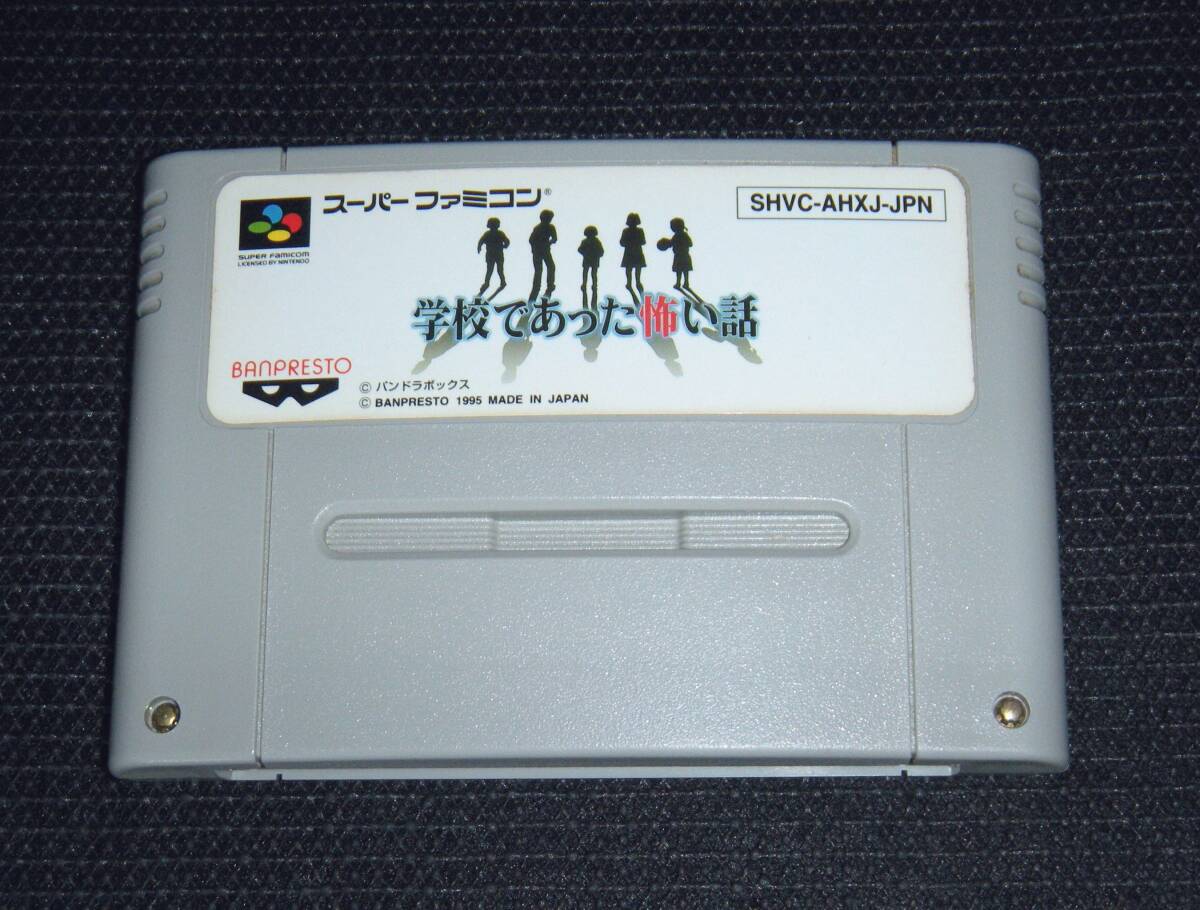 スーパーファミコン®
SHVC-AHXJ-JPN
SUPER FAMICOM
LICENSED BY NINTENDO
学校であった怖い話
BANPRESTO
© パンドラボックス
© BANPRESTO 1995 MADE IN JAPAN